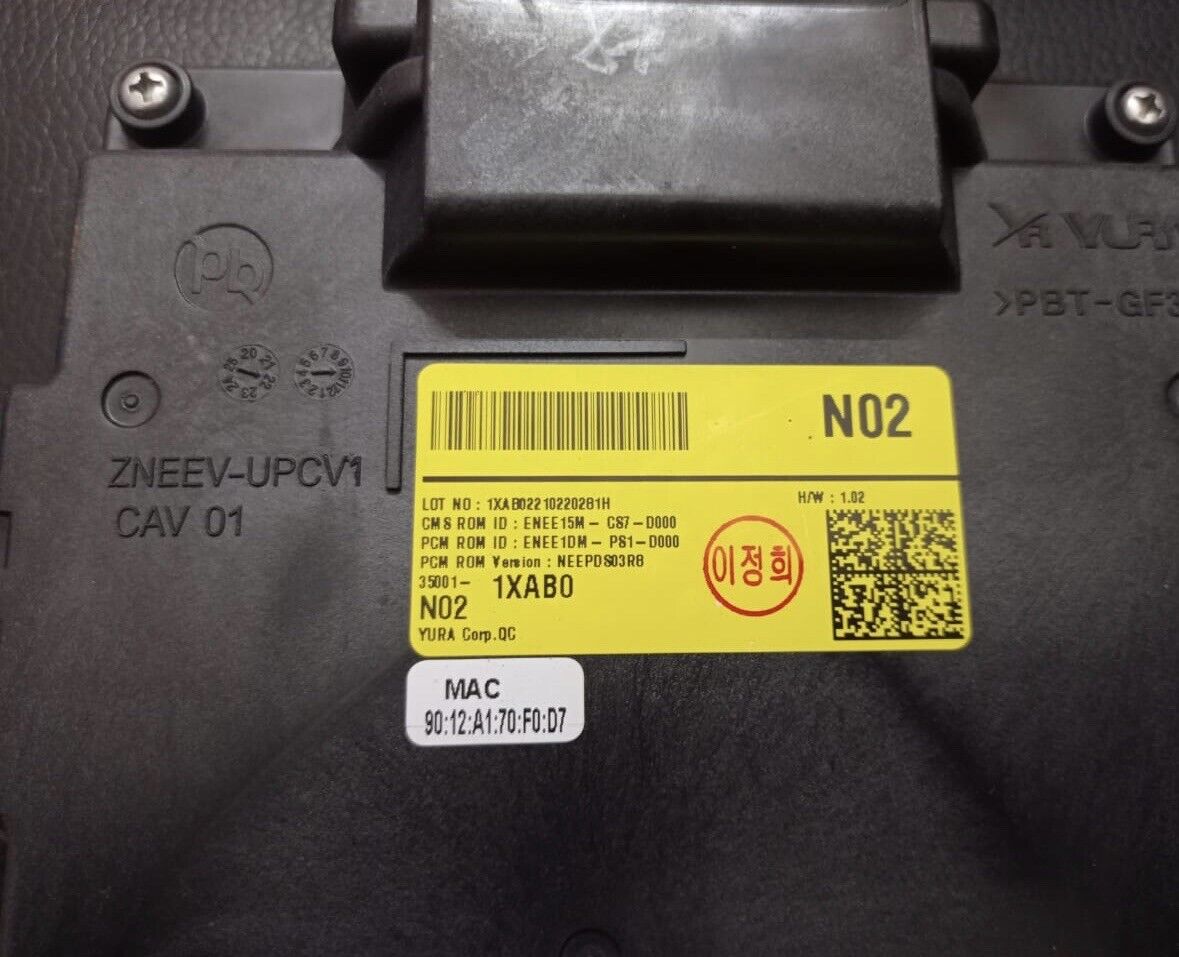 YURA
>PBT-GF3
ZNEEV-UPCV1
CAV 01
N02
LOT NO : 1XAB022102202B1H
H/W : 1.02
CMS ROM ID : ENEE15M - CS7-D000
PCM ROM ID : ENEE1DM - PS1-D000
PCM ROM Version : NEEPDS03R8
35001-
1XAB0
이정희
N02
YURA Corp.QC
MAC
90:12:A1:70:F0:D7